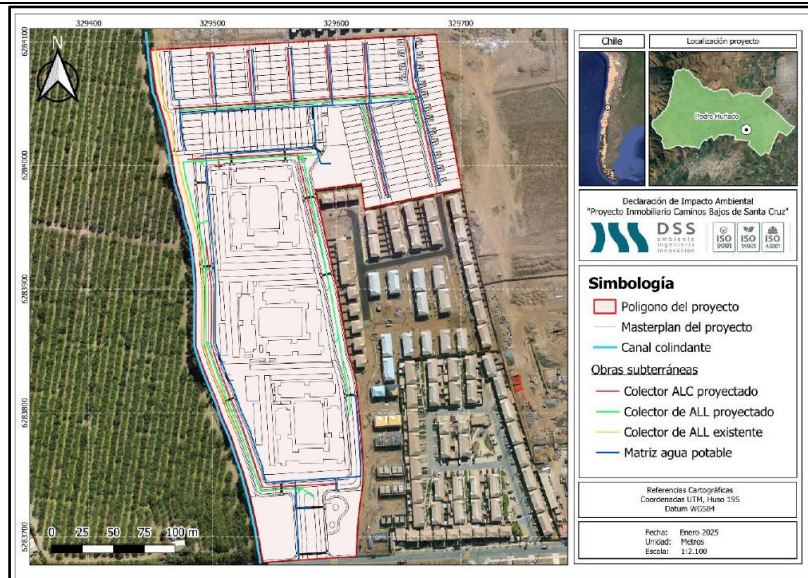 329400 329500 329600 329700
6284100
6284000
6283900
6283800
6283700
N
0 25 50 75 100 m
Chile
Localización proyecto
Padre Hurtado
Declaración de Impacto Ambiental
"Proyecto Inmobiliario Caminos Bajos de Santa Cruz"
DSS
ambiente
ingeniería
innovación
ISO
9001
ISO
14001
ISO
45001
Simbología
Poligono del proyecto
Masterplan del proyecto
Canal colindante
Obras subterráneas
Colector ALC proyectado
Colector de ALL proyectado
Colector de ALL existente
Matriz agua potable
Referencias Cartográficas
Coordenadas UTM, Huso 19S
Datum WGS84
Fecha: Enero 2025
Unidad: Metros
Escala: 1:2.100